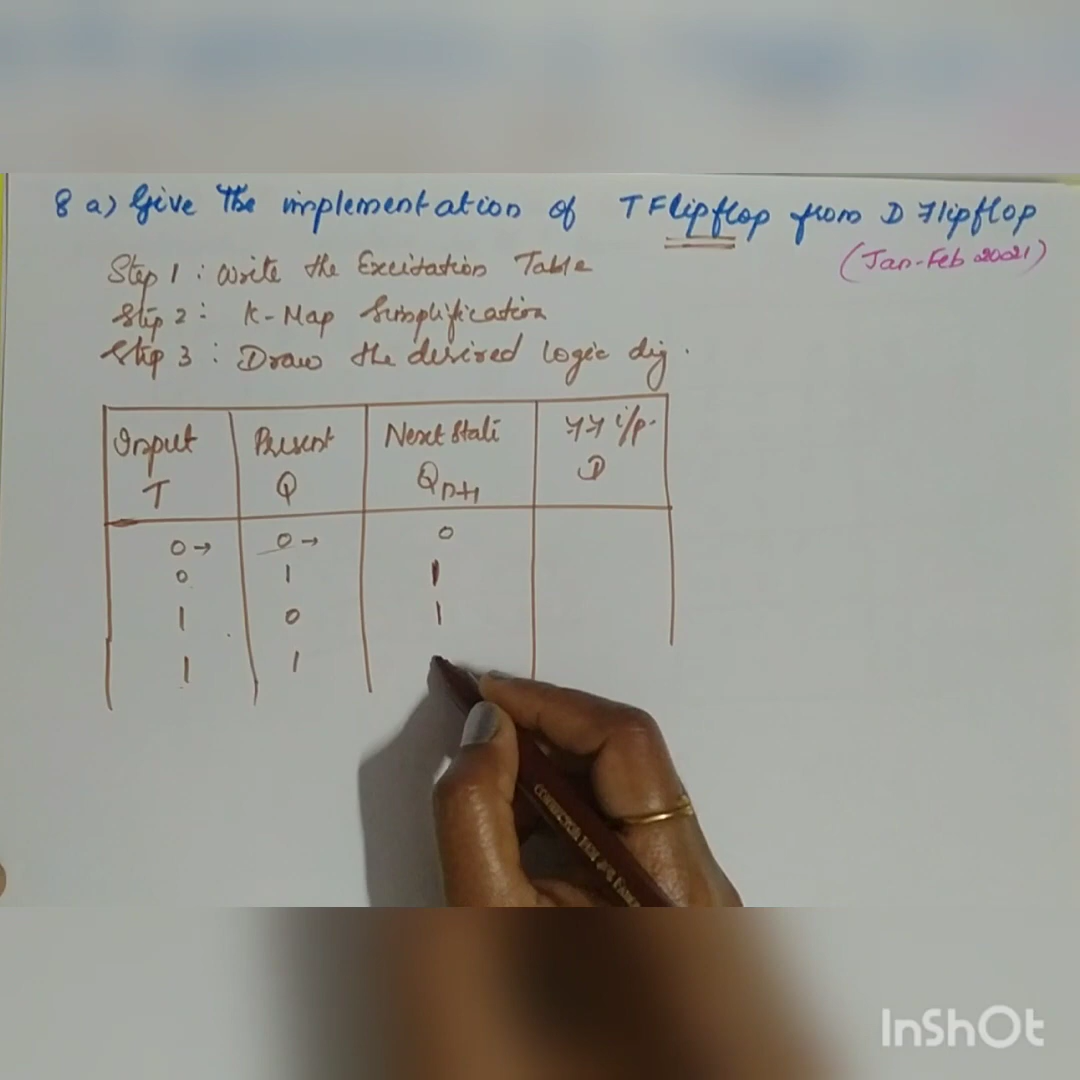 8 a) Give the implementation of T Flipflop from D Flipflop
(Jan-Feb 2021)
Step 1 : Write the Excitation Table
Step 2 : K-Map Simplification
Step 3 : Draw the desired logic dig.
Input T Present Q Next State Qn+1 FF i/p. D
0→ 0→ 0
0 1 1
1 0 1
1 1
InShOt